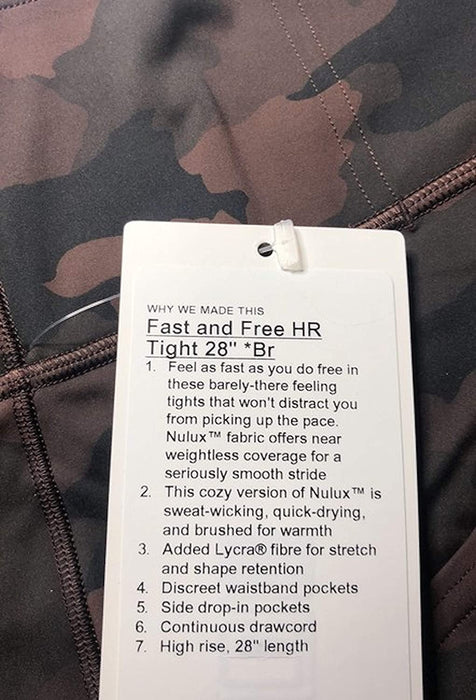 WHY WE MADE THIS
Fast and Free HR
Tight 28" *Br
1. Feel as fast as you do free in
these barely-there feeling
tights that won't distract you
from picking up the pace.
Nulux™ fabric offers near
weightless coverage for a
seriously smooth stride
2. This cozy version of Nulux™ is
sweat-wicking, quick-drying,
and brushed for warmth
3. Added Lycra® fibre for stretch
and shape retention
4. Discreet waistband pockets
5. Side drop-in pockets
6. Continuous drawcord
7. High rise, 28" length